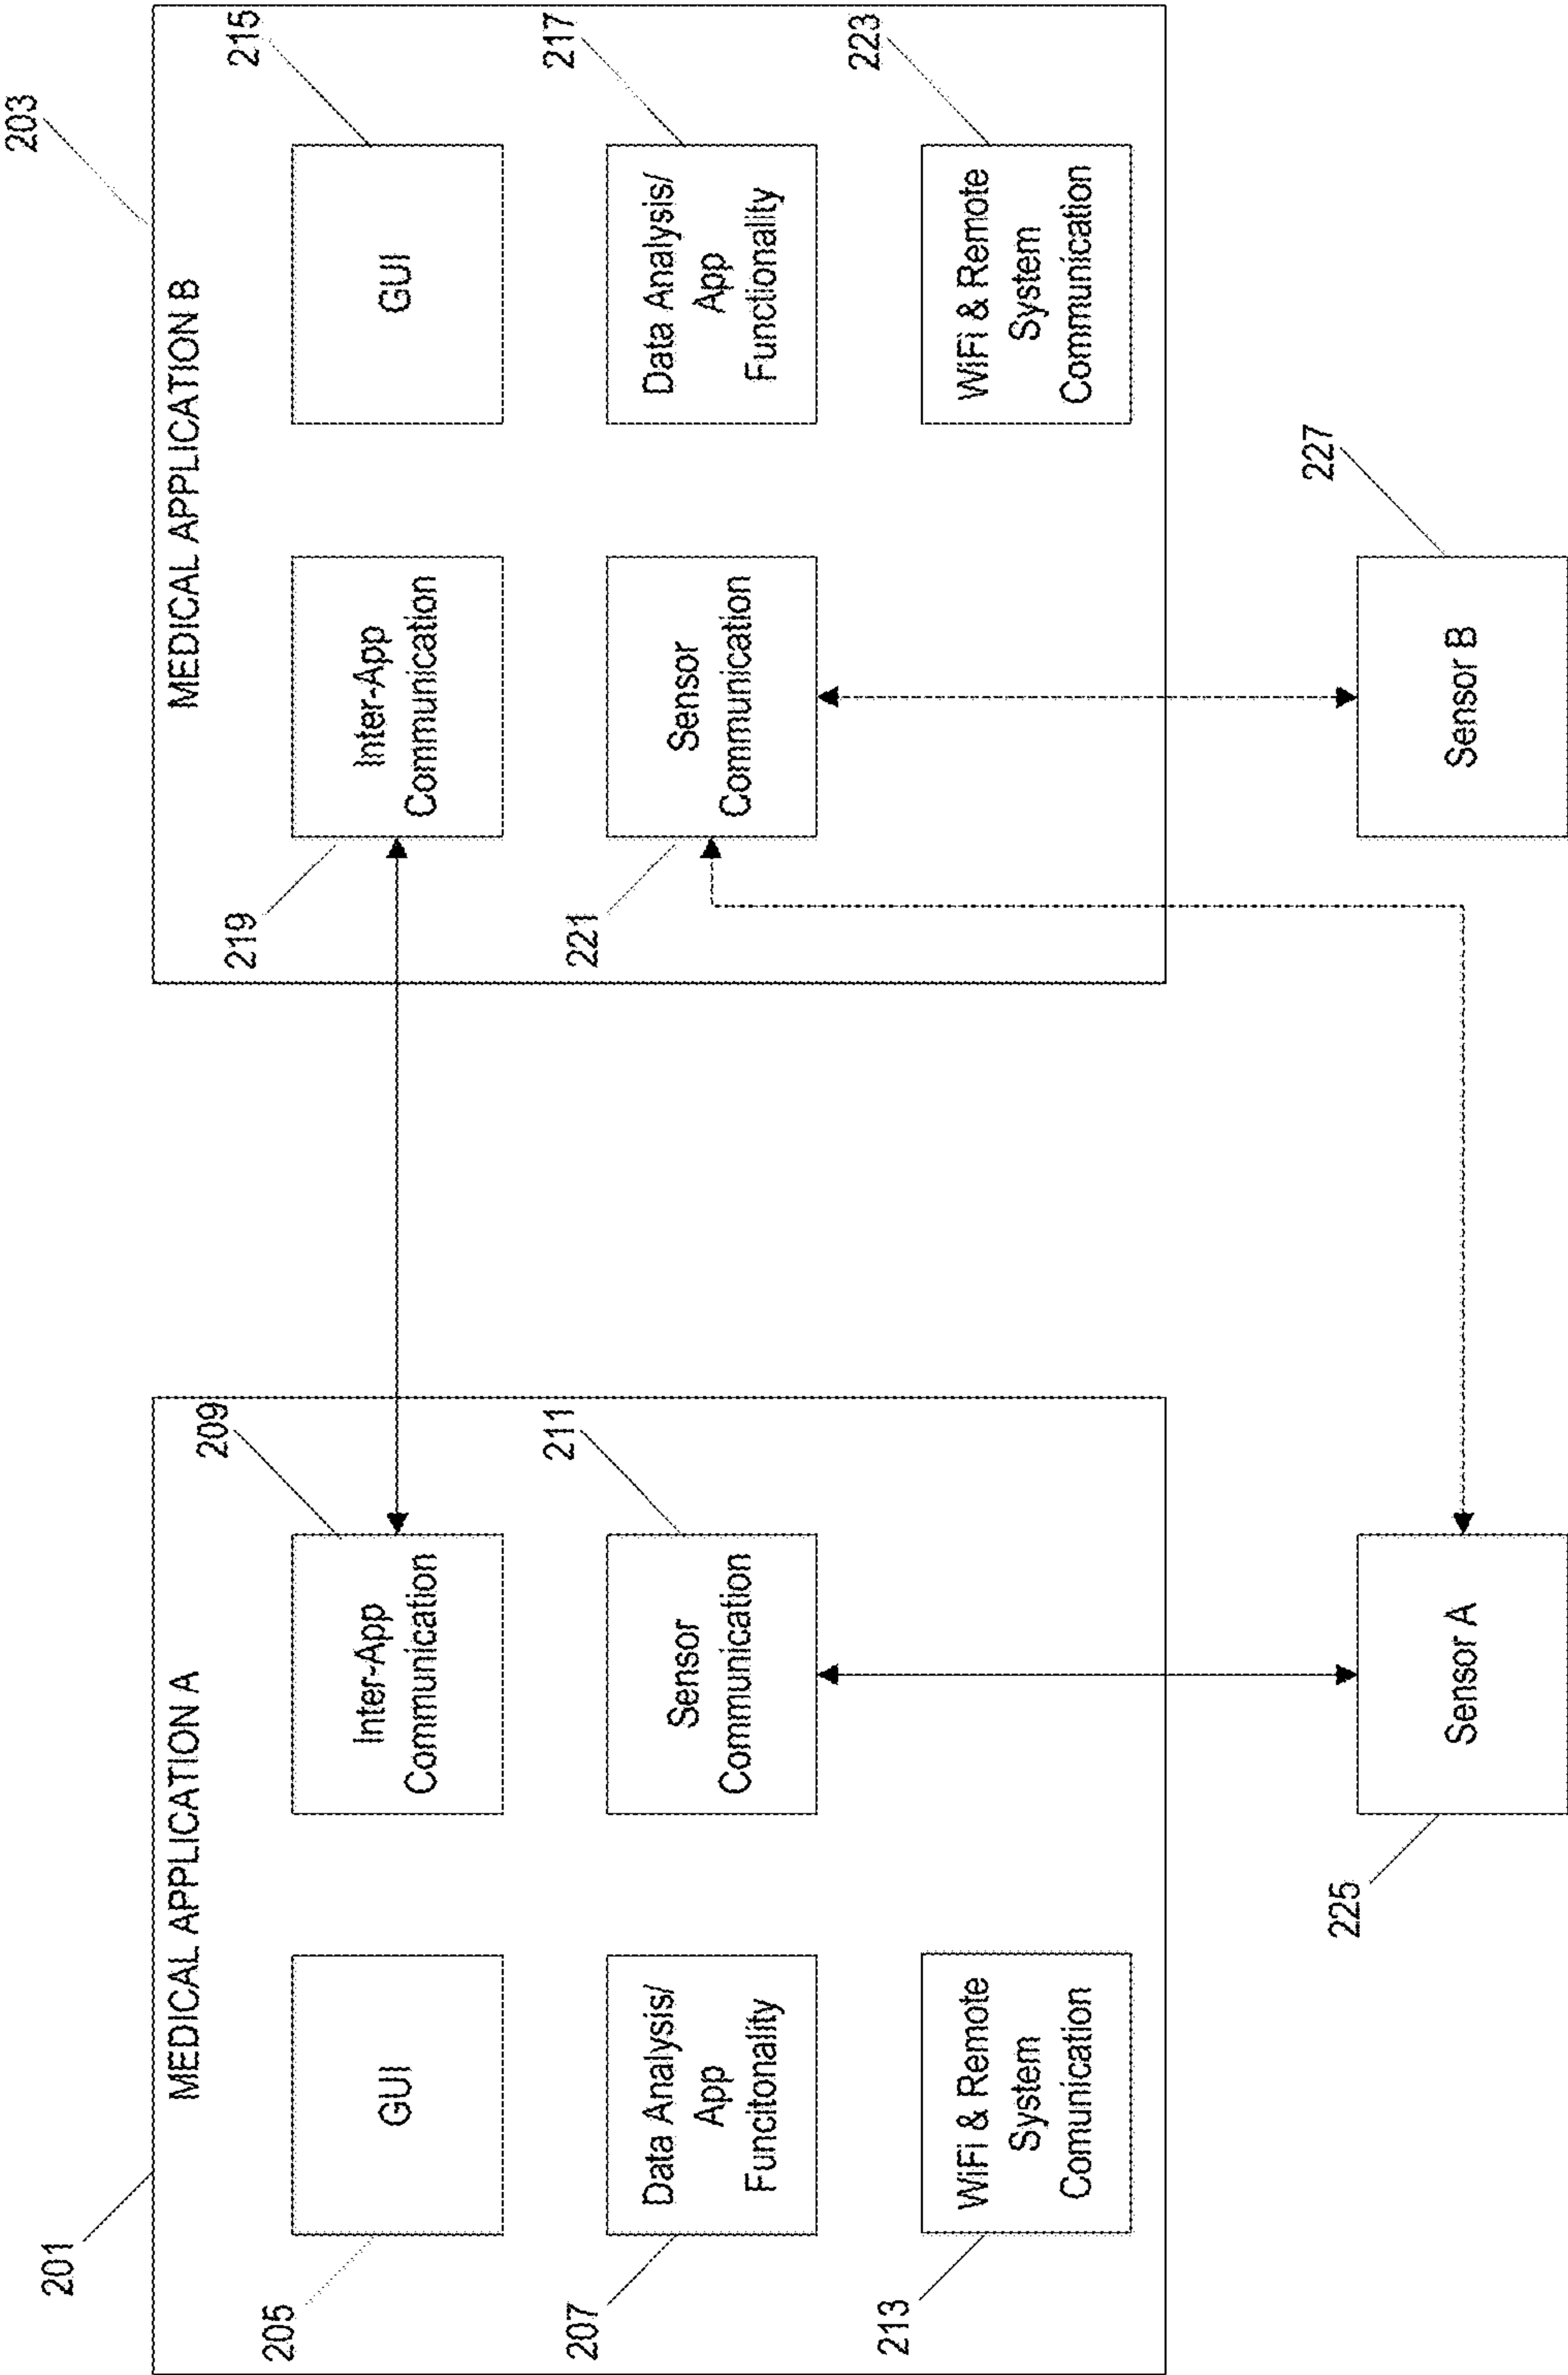 201
MEDICAL APPLICATION A
205
GUI
209
Inter-App
Communication
207
Data Analysis/
App
Funcitonality
211
Sensor
Communication
213
WiFi & Remote
System
Comunication
225
Sensor A
203
MEDICAL APPLICATION B
219
Inter-App
Communication
215
GUI
221
Sensor
Communication
217
Data Analysis/
App
Functionality
223
WiFi & Remote
System
Communication
227
Sensor B